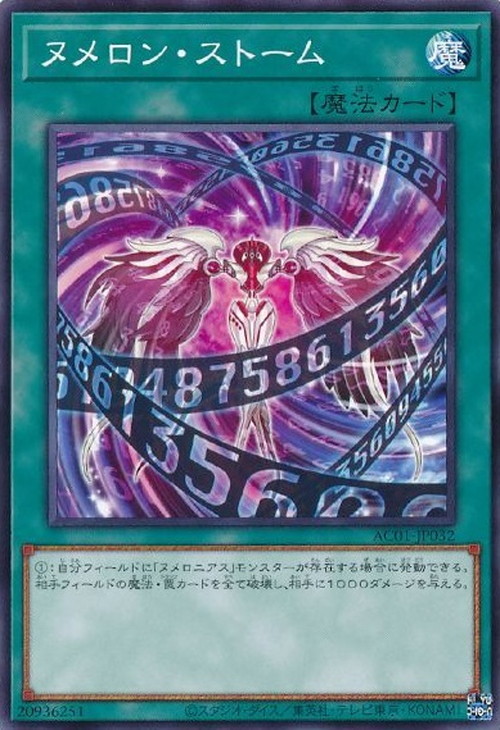 ヌメロン・ストーム
魔
【魔法カード】
48758613560
13560
AC01-JP032
①：自分フィールドに「ヌメロニアス」モンスターが存在する場合に発動できる。
相手フィールドの魔法・罠カードを全て破壊し、相手に1000ダメージを与える。
20936251
©スタジオ・ダイス／集英社・テレビ東京・KONAMI